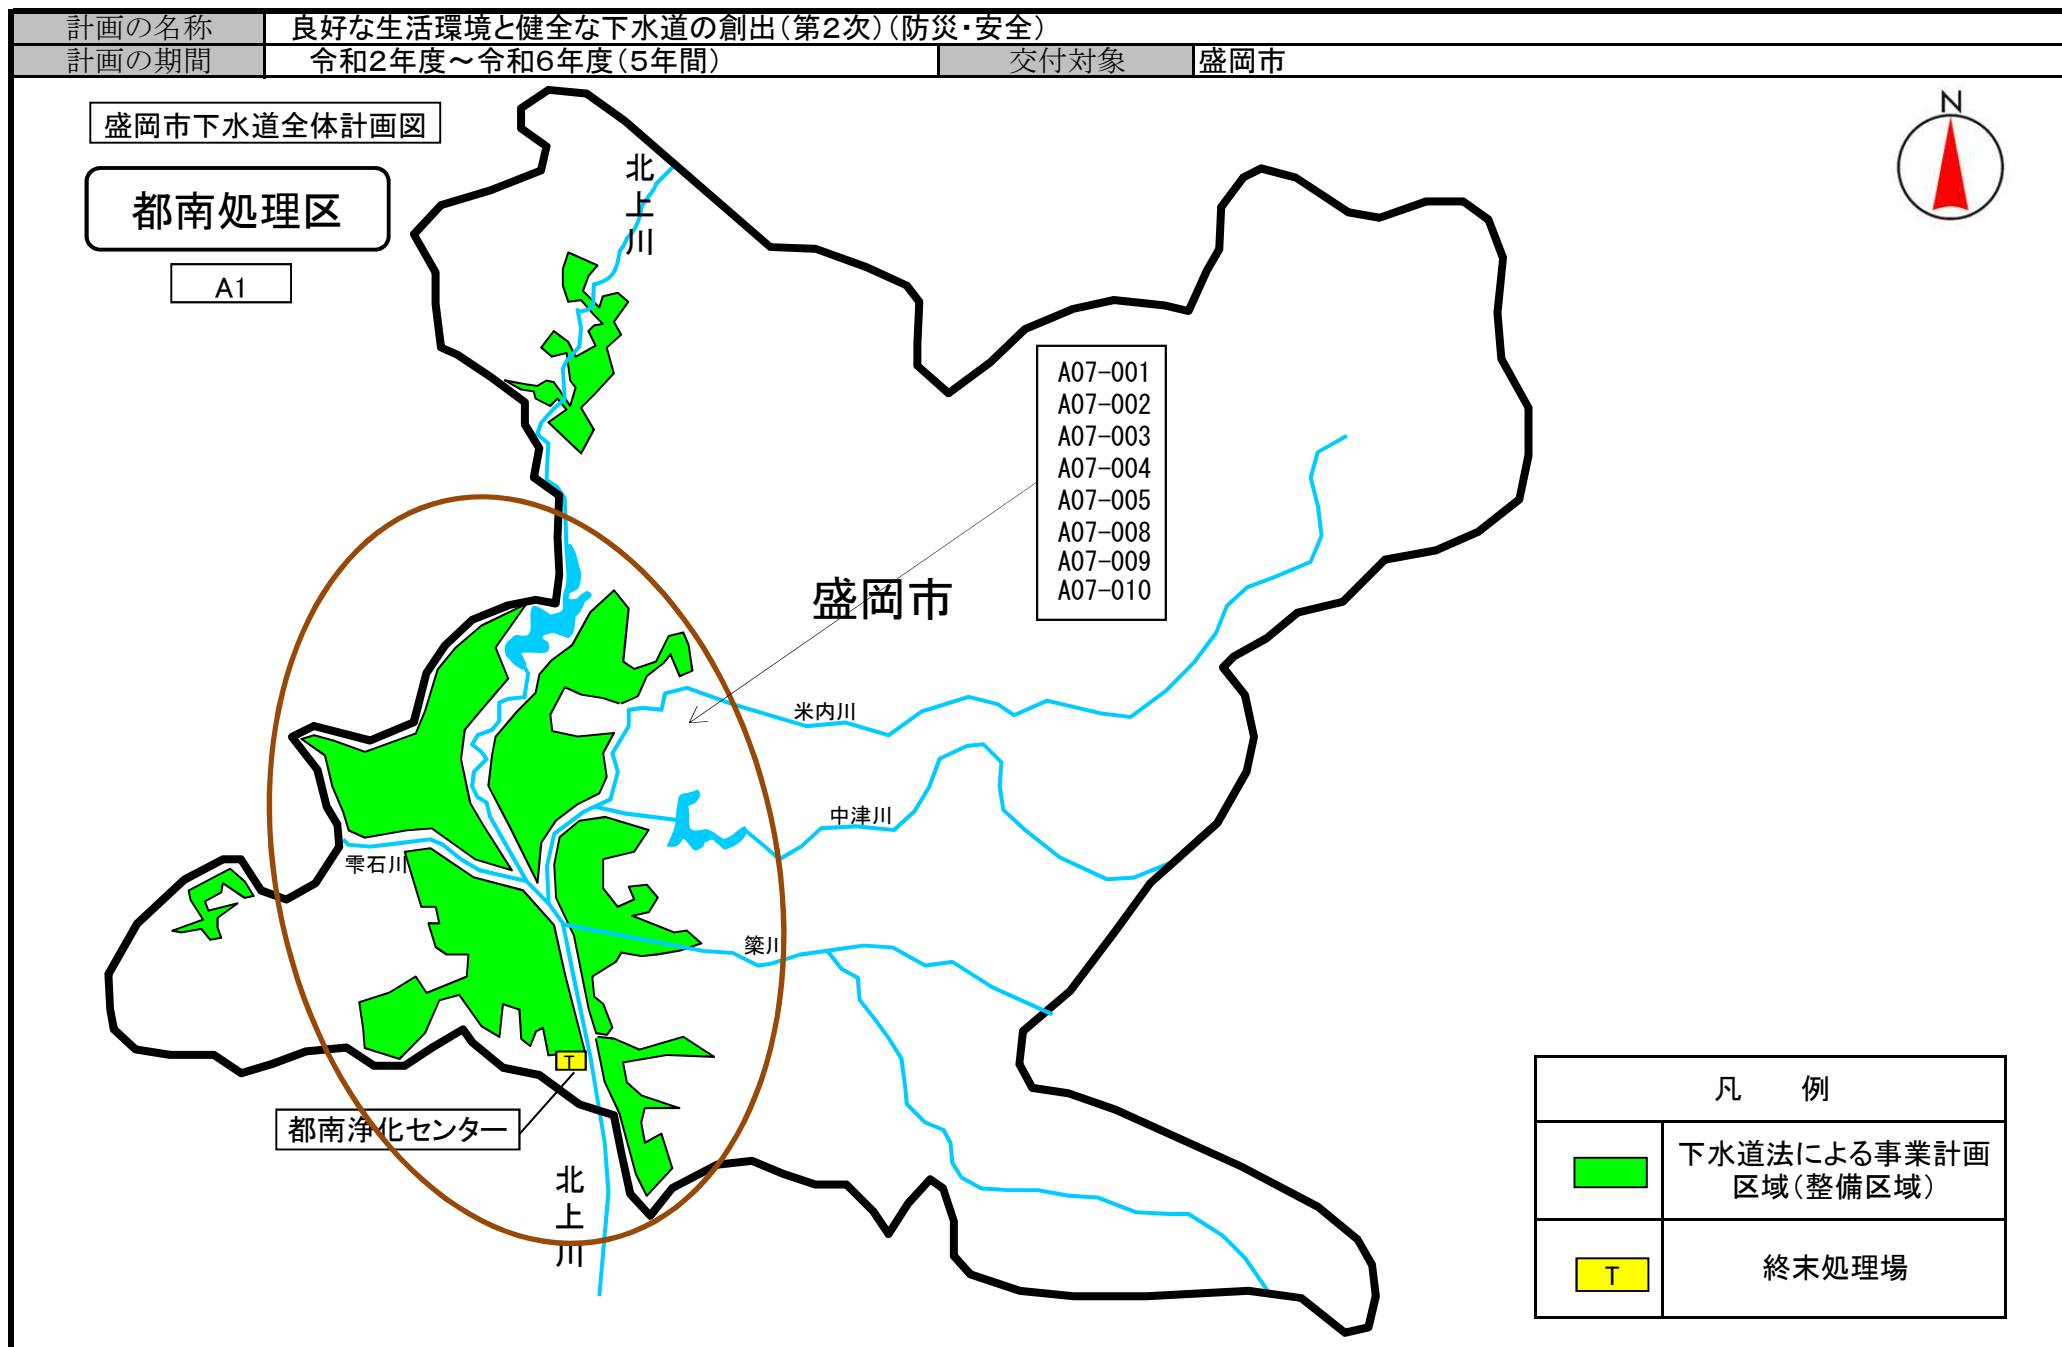 計画の名称
良好な生活環境と健全な下水道の創出(第2次)(防災・安全)
計画の期間
令和2年度～令和6年度(5年間)
交付対象
盛岡市
盛岡市下水道全体計画図
N
都南処理区
A1
北上川
A07-001
A07-002
A07-003
A07-004
A07-005
A07-008
A07-009
A07-010
盛岡市
米内川
中津川
雫石川
簗川
T
都南浄化センター
北上川
凡 例
下水道法による事業計画
区域(整備区域)
T
終末処理場